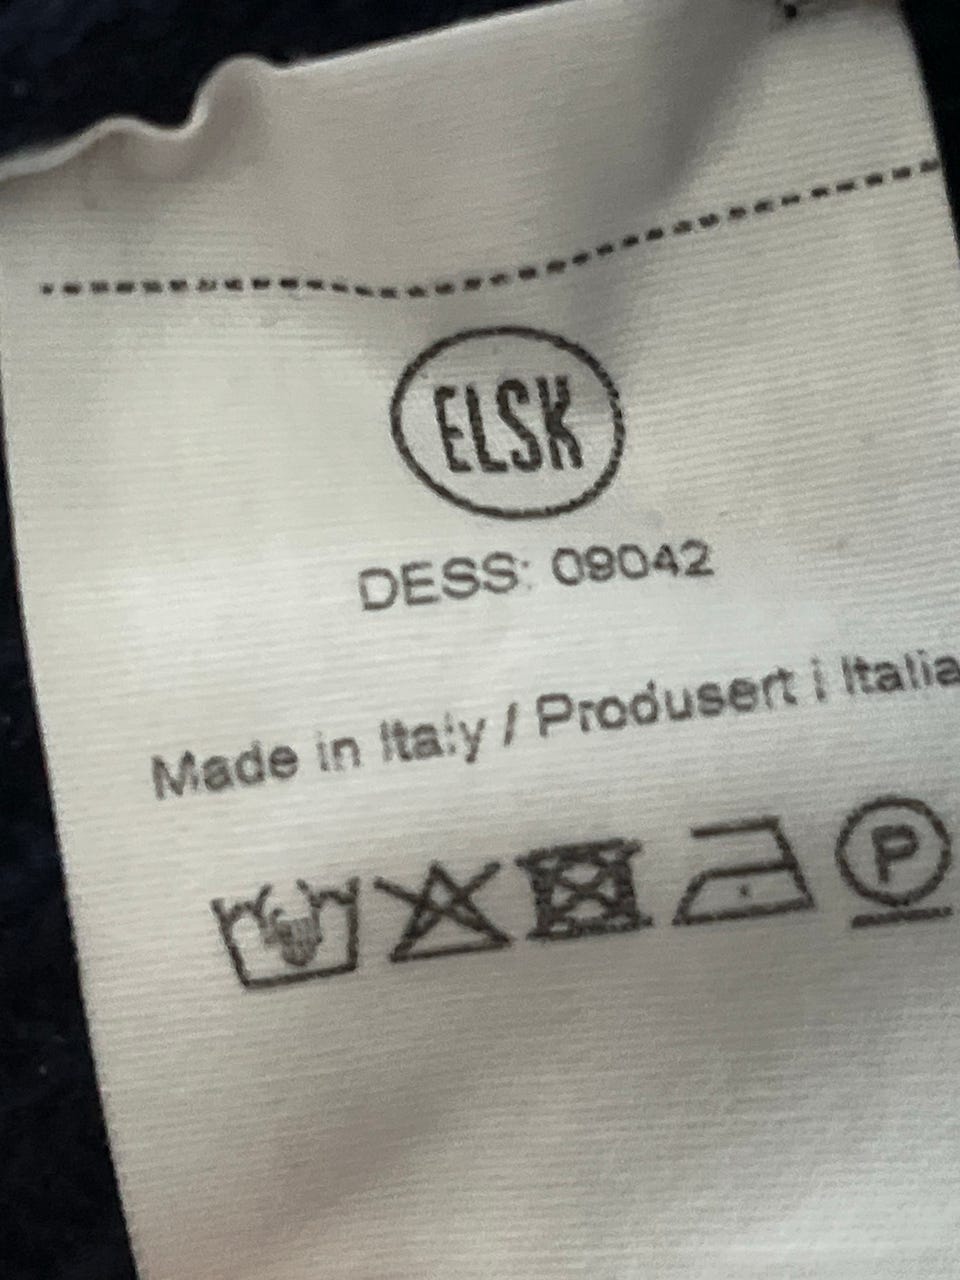 ELSK
DESS: 09042
Made in Italy / Produsert i Italia
P